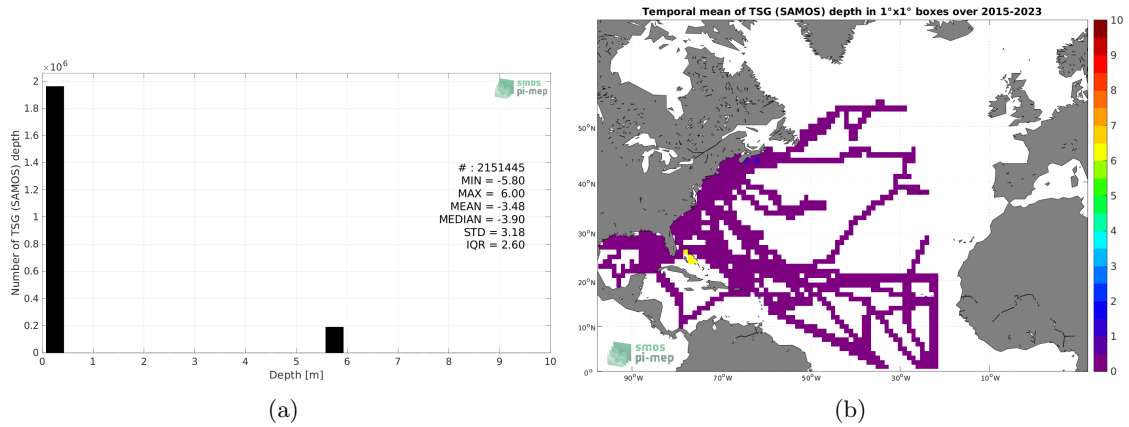 ×10⁶
2
1.8
1.6
1.4
1.2
1
0.8
0.6
0.4
0.2
0
Number of TSG (SAMOS) depth
0 1 2 3 4 5 6 7 8 9 10
Depth [m]
smos
pi-mep
# : 2151445
MIN = -5.80
MAX = 6.00
MEAN = -3.48
MEDIAN = -3.90
STD = 3.18
IQR = 2.60
(a)
Temporal mean of TSG (SAMOS) depth in 1°x1° boxes over 2015-2023
50°N
40°N
30°N
20°N
10°N
0°
90°W 70°W 50°W 30°W 10°W
smos
pi-mep
10
9
8
7
6
5
4
3
2
1
0
(b)